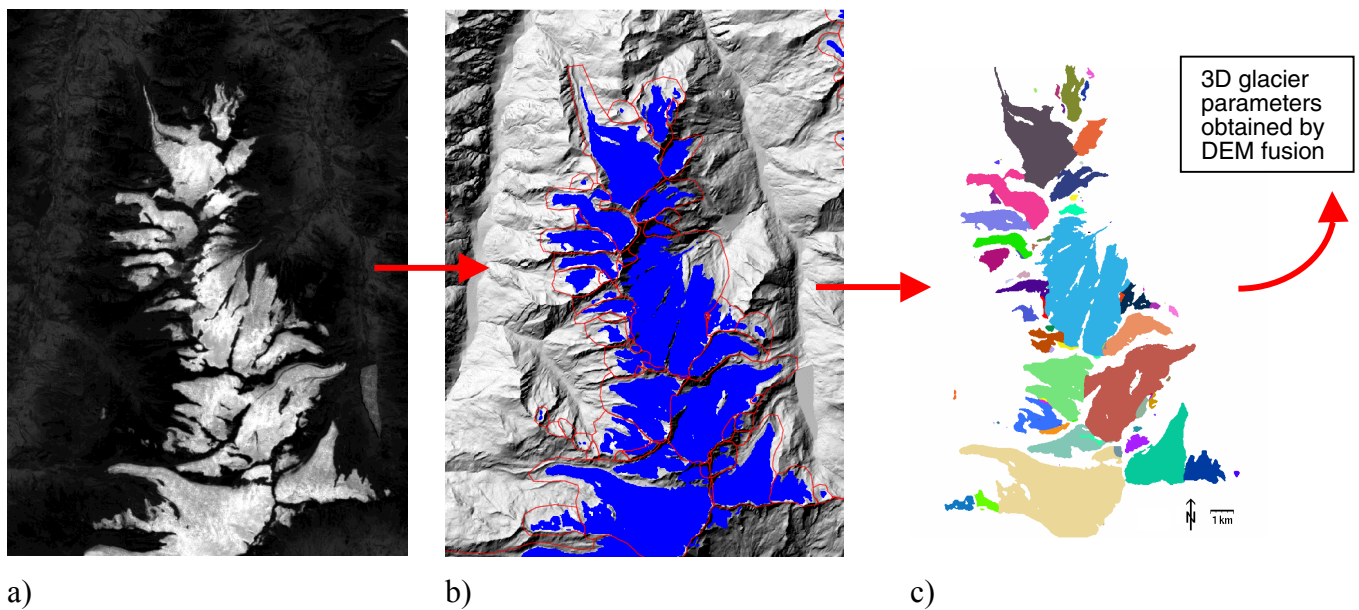 3D glacier
parameters
obtained by
DEM fusion
N
1 km
a)
b)
c)